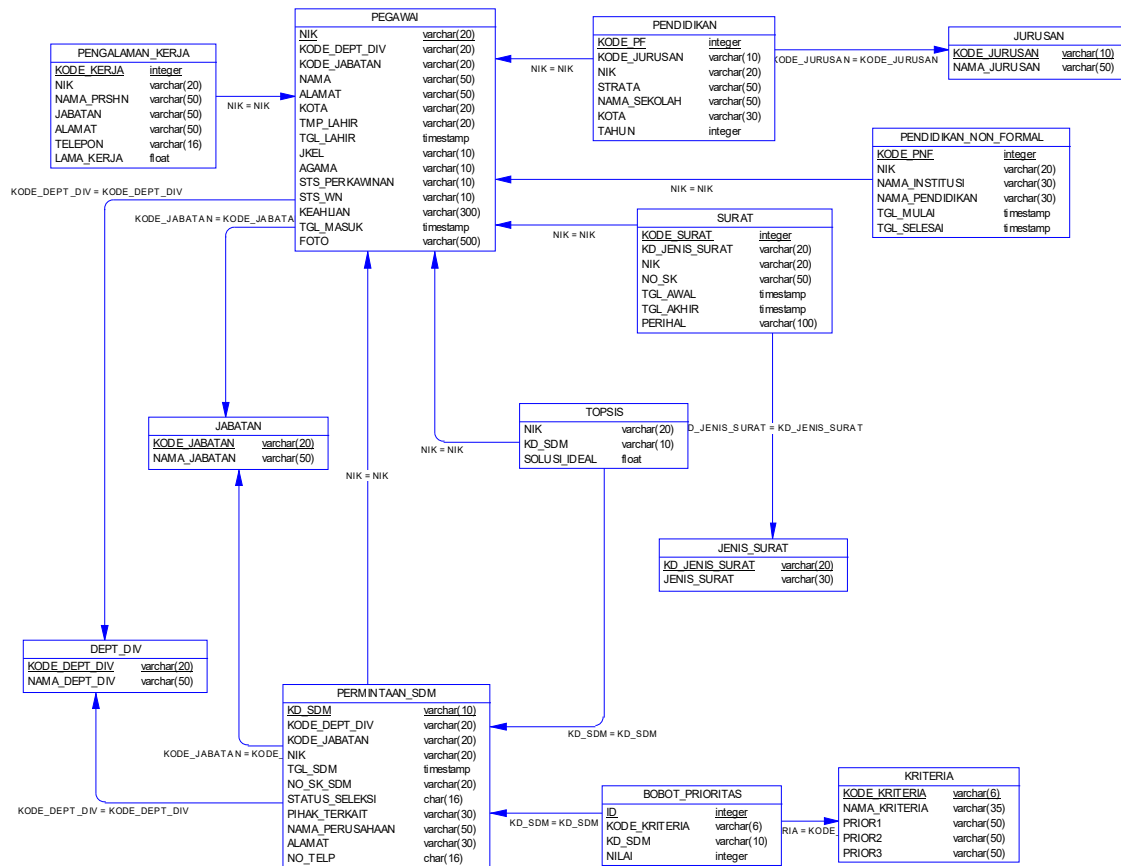 PENGALAMAN_KERJA
KODE_KERJA integer
NIK varchar(20)
NAMA_PRSHN varchar(50)
JABATAN varchar(50)
ALAMAT varchar(50)
TELEPON varchar(16)
LAMA_KERJA float
NIK = NIK
PEGAWAI
NIK varchar(20)
KODE_DEPT_DIV varchar(20)
KODE_JABATAN varchar(20)
NAMA varchar(50)
ALAMAT varchar(50)
KOTA varchar(20)
TMP_LAHIR varchar(20)
TGL_LAHIR timestamp
JKEL varchar(10)
AGAMA varchar(10)
STS_PERKAWINAN varchar(10)
STS_WN varchar(10)
KEAHLIAN varchar(300)
TGL_MASUK timestamp
FOTO varchar(500)
NIK = NIK
PENDIDIKAN
KODE_PF integer
KODE_JURUSAN varchar(10)
NIK varchar(20)
STRATA varchar(50)
NAMA_SEKOLAH varchar(50)
KOTA varchar(30)
TAHUN integer
KODE_JURUSAN = KODE_JURUSAN
JURUSAN
KODE_JURUSAN varchar(10)
NAMA_JURUSAN varchar(50)
PENDIDIKAN_NON_FORMAL
KODE_PNF integer
NIK varchar(20)
NAMA_INSTITUSI varchar(30)
NAMA_PENDIDIKAN varchar(30)
TGL_MULAI timestamp
TGL_SELESAI timestamp
NIK = NIK
KODE_DEPT_DIV = KODE_DEPT_DIV
KODE_JABATAN = KODE_JABATA
NIK = NIK
SURAT
KODE_SURAT integer
KD_JENIS_SURAT varchar(20)
NIK varchar(20)
NO_SK varchar(50)
TGL_AWAL timestamp
TGL_AKHIR timestamp
PERIHAL varchar(100)
JABATAN
KODE_JABATAN varchar(20)
NAMA_JABATAN varchar(50)
TOPSIS
NIK varchar(20)
KD_SDM varchar(10)
SOLUSI_IDEAL float
D_JENIS_SURAT = KD_JENIS_SURAT
NIK = NIK
NIK = NIK
JENIS_SURAT
KD_JENIS_SURAT varchar(20)
JENIS_SURAT varchar(30)
DEPT_DIV
KODE_DEPT_DIV varchar(20)
NAMA_DEPT_DIV varchar(50)
PERMINTAAN_SDM
KD_SDM varchar(10)
KODE_DEPT_DIV varchar(20)
KODE_JABATAN varchar(20)
NIK varchar(20)
TGL_SDM timestamp
NO_SK_SDM varchar(20)
STATUS_SELEKSI char(16)
PIHAK_TERKAIT varchar(30)
NAMA_PERUSAHAAN varchar(50)
ALAMAT varchar(30)
NO_TELP char(16)
KODE_JABATAN = KODE_
KODE_DEPT_DIV = KODE_DEPT_DIV
KD_SDM = KD_SDM
KD_SDM = KD_SDM
BOBOT_PRIORITAS
ID integer
KODE_KRITERIA varchar(6)
KD_SDM varchar(10)
NILAI integer
RIA = KODE_
KRITERIA
KODE_KRITERIA varchar(6)
NAMA_KRITERIA varchar(35)
PRIOR1 varchar(50)
PRIOR2 varchar(50)
PRIOR3 varchar(50)